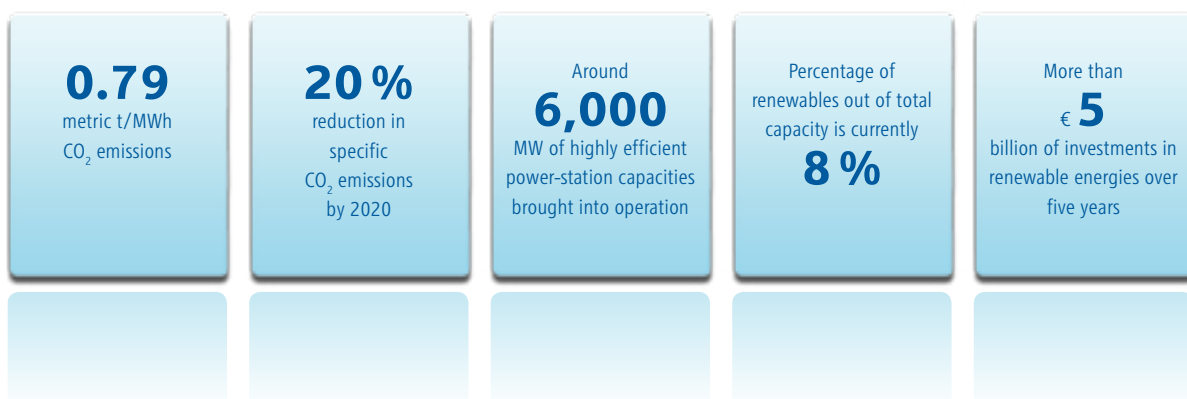 0.79
metric t/MWh
CO₂ emissions
20 %
reduction in
specific
CO₂ emissions
by 2020
Around
6,000
MW of highly efficient
power-station capacities
brought into operation
Percentage of
renewables out of total
capacity is currently
8 %
More than
€ 5
billion of investments in
renewable energies over
five years